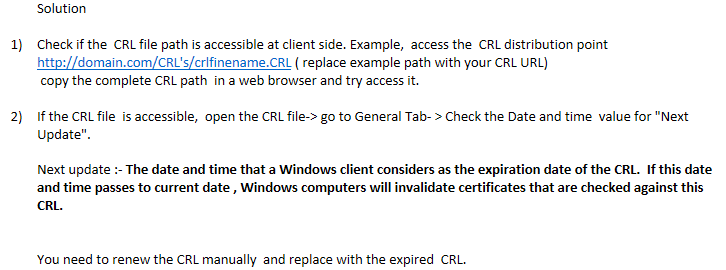 Solution
1) Check if the CRL file path is accessible at client side. Example, access the CRL distribution point
http://domain.com/CRL's/crlfinename.CRL ( replace example path with your CRL URL)
copy the complete CRL path in a web browser and try access it.
2) If the CRL file is accessible, open the CRL file-> go to General Tab- > Check the Date and time value for "Next
Update".
Next update :- The date and time that a Windows client considers as the expiration date of the CRL. If this date
and time passes to current date , Windows computers will invalidate certificates that are checked against this
CRL.
You need to renew the CRL manually and replace with the expired CRL.